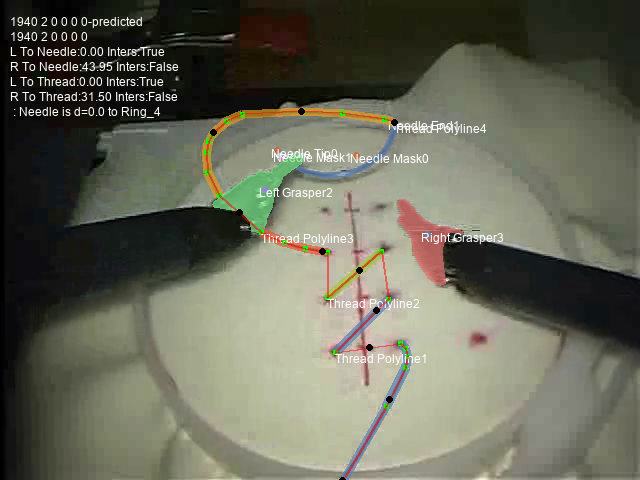 1940 2 0 0 0 0-predicted
1940 2 0 0 0 0
L To Needle:0.00 Inters:True
R To Needle:43.95 Inters:False
L To Thread:0.00 Inters:True
R To Thread:31.50 Inters:False
: Needle is d=0.0 to Ring_4
Needle End1
Thread Polyline4
Needle Tip0
Needle Mask1
Needle Mask0
Left Grasper2
Thread Polyline3
Right Grasper3
Thread Polyline2
Thread Polyline1